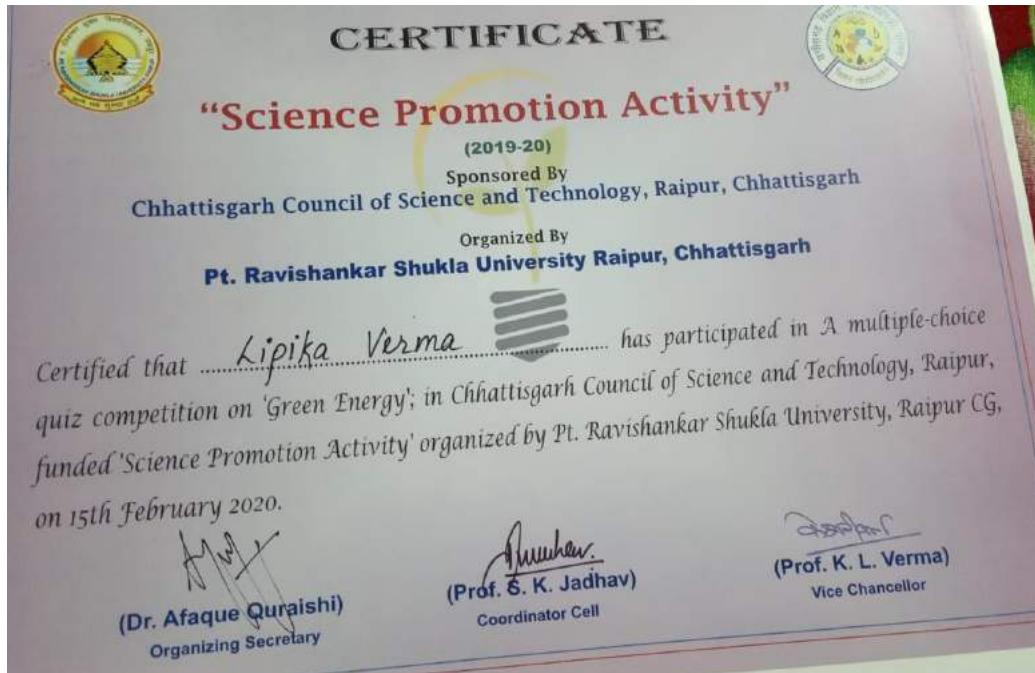 CERTIFICATE
“Science Promotion Activity”
(2019-20)
Sponsored By
Chhattisgarh Council of Science and Technology, Raipur, Chhattisgarh
Organized By
Pt. Ravishankar Shukla University Raipur, Chhattisgarh
Certified that Lipika Verma has participated in A multiple-choice
quiz competition on 'Green Energy'; in Chhattisgarh Council of Science and Technology, Raipur,
funded 'Science Promotion Activity' organized by Pt. Ravishankar Shukla University, Raipur CG,
on 15th February 2020.
(Dr. Afaque Quraishi)
Organizing Secretary
(Prof. S. K. Jadhav)
Coordinator Cell
(Prof. K. L. Verma)
Vice Chancellor